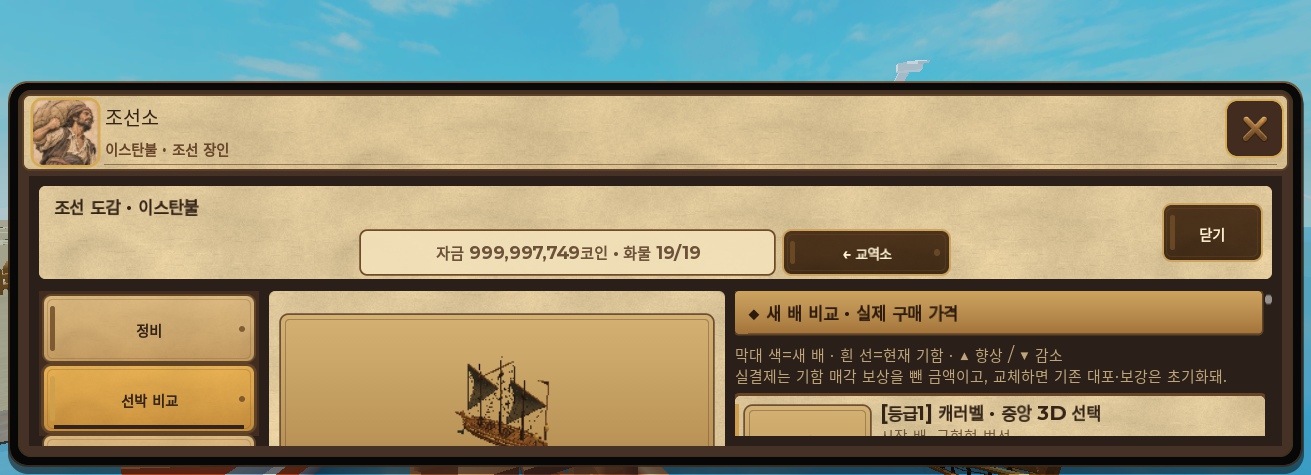 조선소
이스탄불 • 조선 장인
조선 도감 • 이스탄불
자금 999,997,749코인 • 화물 19/19
← 교역소
닫기
정비
선박 비교
◆ 새 배 비교 • 실제 구매 가격
막대 색=새 배 · 흰 선=현재 기함 · ▲ 향상 / ▼ 감소
실결제는 기함 매각 보상을 뺀 금액이고, 교체하면 기존 대포·보강은 초기화돼.
[등급1] 캐러벨 • 중앙 3D 선택